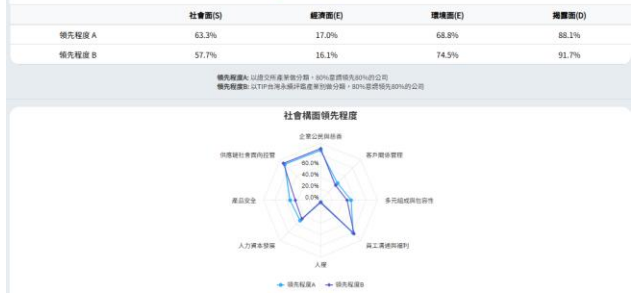 社會面(S) 經濟面(E) 環境面(E) 揭露面(D)
領先程度 A 63.3% 17.0% 68.8% 88.1%
領先程度 B 57.7% 16.1% 74.5% 91.7%
領先程度A: 以證交所產業做分類，80%意謂領先80%的公司
領先程度B: 以TIP台灣永續評鑑產業別做分類，80%意謂領先80%的公司
社會構面領先程度
企業公民與慈善
供應鏈社會面向控管 客戶關係管理
60.0%
40.0%
20.0%
0.0%
產品安全 多元組成與包容性
人力資本發展 員工溝通與福利
人權
領先程度A 領先程度B